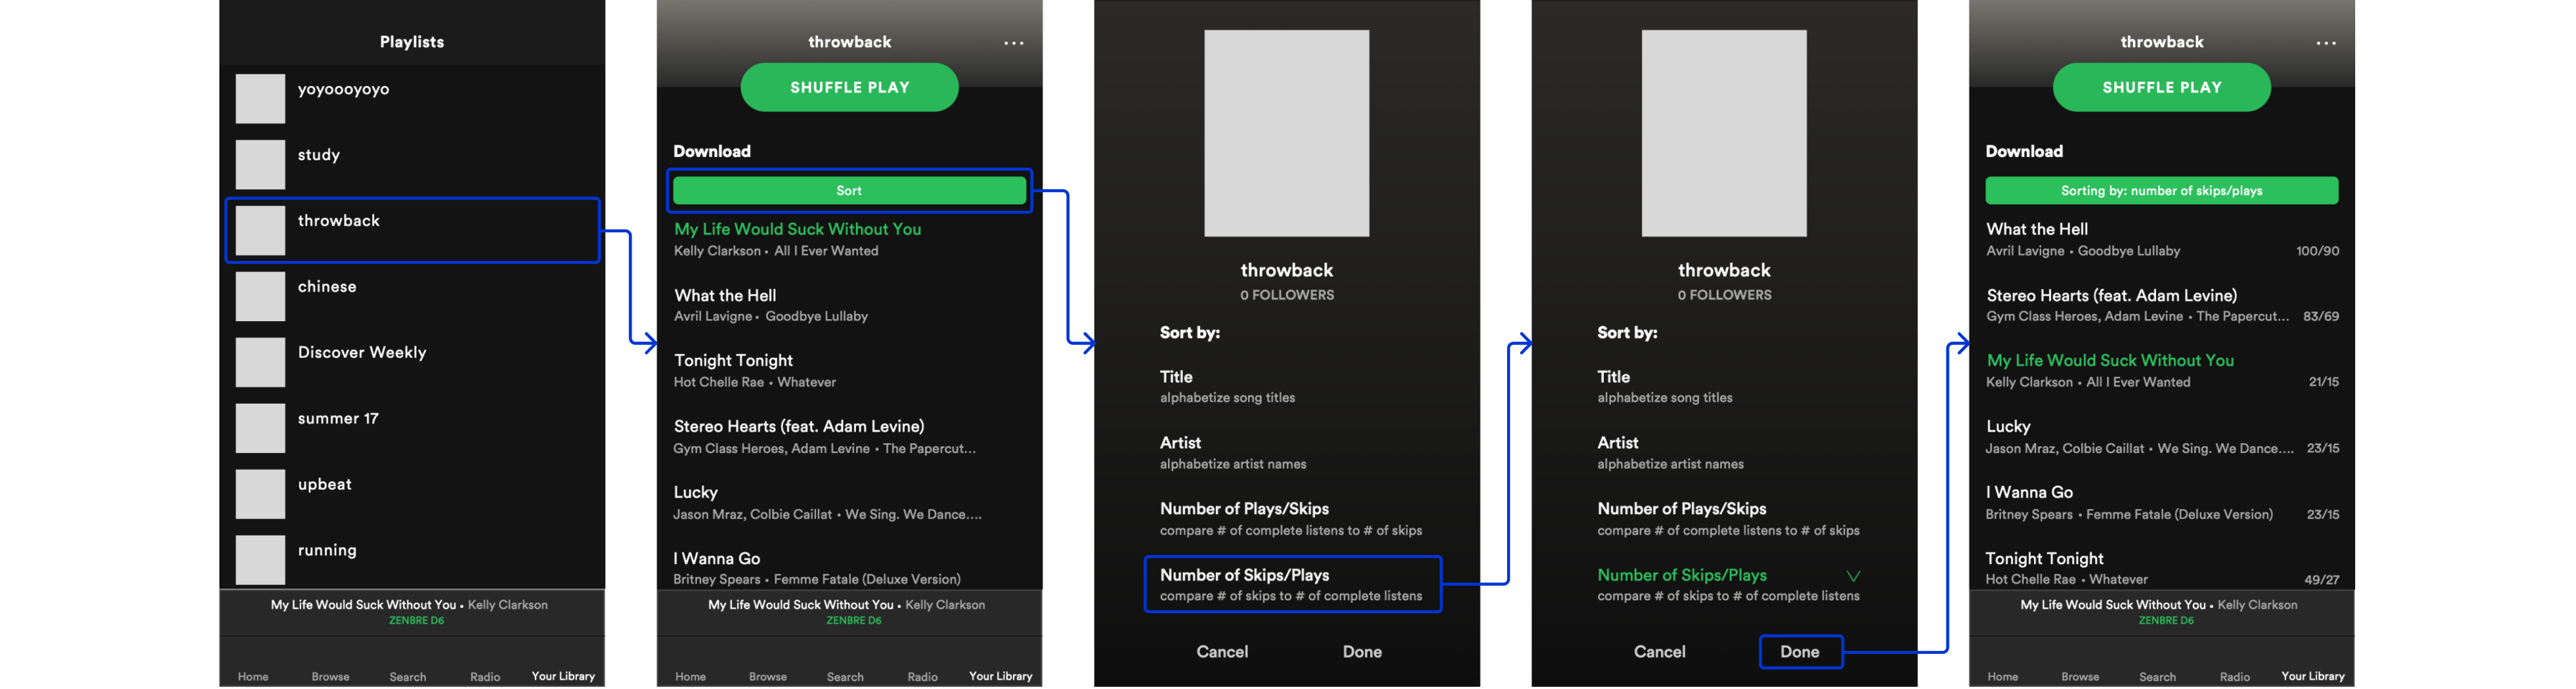 Playlists
yoyoooyoyo
study
throwback
chinese
Discover Weekly
summer 17
upbeat
running
My Life Would Suck Without You • Kelly Clarkson
ZENBRE D6
Home Browse Search Radio Your Library
throwback ...
SHUFFLE PLAY
Download
Sort
My Life Would Suck Without You
Kelly Clarkson • All I Ever Wanted
What the Hell
Avril Lavigne • Goodbye Lullaby
Tonight Tonight
Hot Chelle Rae • Whatever
Stereo Hearts (feat. Adam Levine)
Gym Class Heroes, Adam Levine • The Papercut...
Lucky
Jason Mraz, Colbie Caillat • We Sing. We Dance....
I Wanna Go
Britney Spears • Femme Fatale (Deluxe Version)
My Life Would Suck Without You • Kelly Clarkson
ZENBRE D6
Home Browse Search Radio Your Library
throwback
0 FOLLOWERS
Sort by:
Title
alphabetize song titles
Artist
alphabetize artist names
Number of Plays/Skips
compare # of complete listens to # of skips
Number of Skips/Plays
compare # of skips to # of complete listens
Cancel Done
throwback
0 FOLLOWERS
Sort by:
Title
alphabetize song titles
Artist
alphabetize artist names
Number of Plays/Skips
compare # of complete listens to # of skips
Number of Skips/Plays
compare # of skips to # of complete listens
Cancel Done
throwback ...
SHUFFLE PLAY
Download
Sorting by: number of skips/plays
What the Hell
Avril Lavigne • Goodbye Lullaby 100/90
Stereo Hearts (feat. Adam Levine)
Gym Class Heroes, Adam Levine • The Papercut... 83/69
My Life Would Suck Without You
Kelly Clarkson • All I Ever Wanted 21/15
Lucky
Jason Mraz, Colbie Caillat • We Sing. We Dance.... 23/15
I Wanna Go
Britney Spears • Femme Fatale (Deluxe Version) 23/15
Tonight Tonight
Hot Chelle Rae • Whatever 49/27
My Life Would Suck Without You • Kelly Clarkson
ZENBRE D6
Home Browse Search Radio Your Library